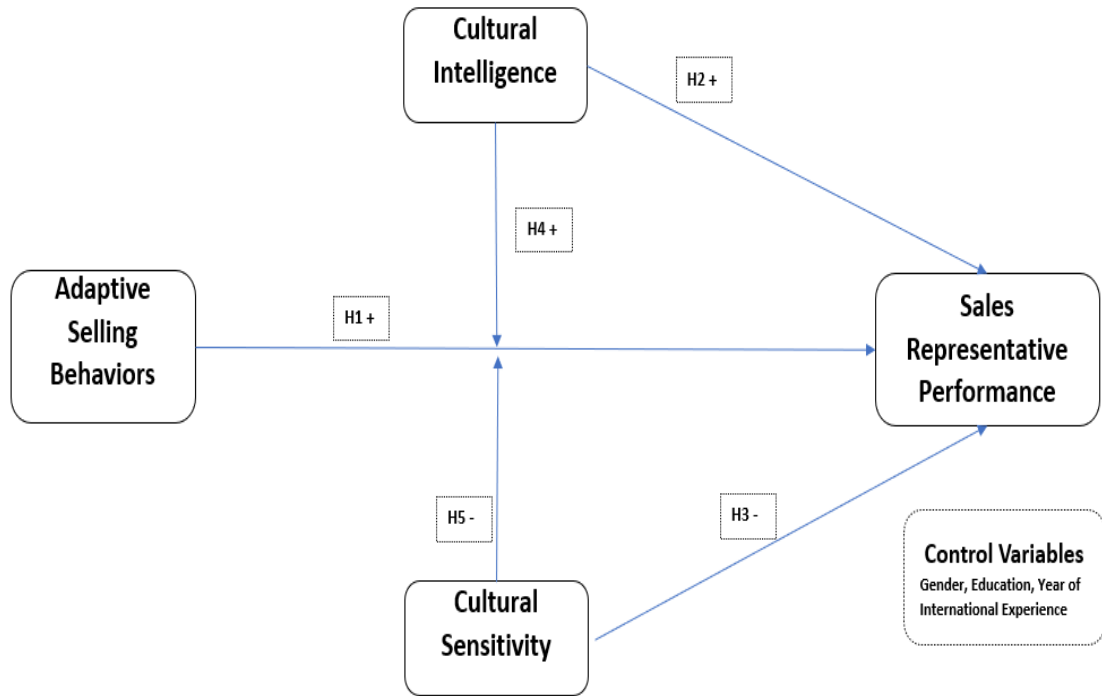 Cultural
Intelligence
H2 +
H4 +
Adaptive
Selling
Behaviors
H1 +
Sales
Representative
Performance
H5 -
H3 -
Cultural
Sensitivity
Control Variables
Gender, Education, Year of
International Experience